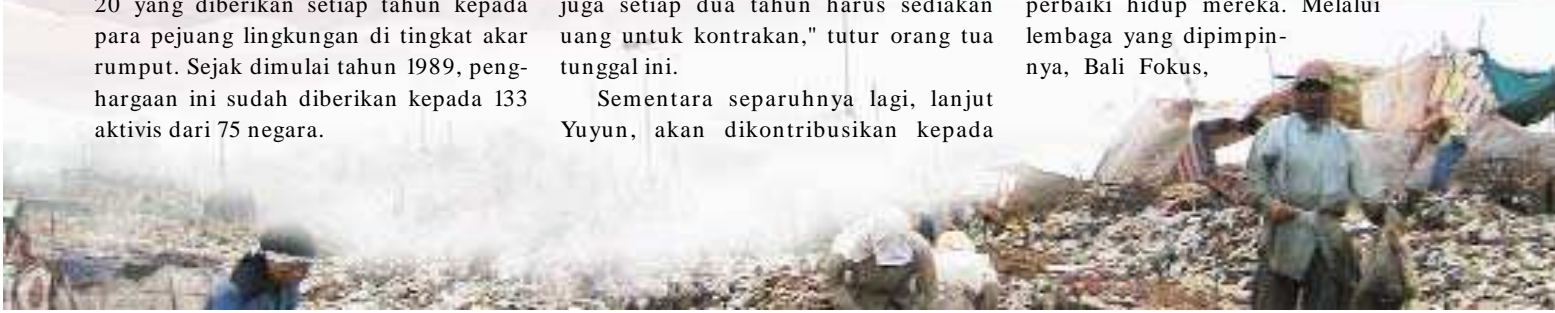 20 yang diberikan setiap tahun kepada
para pejuang lingkungan di tingkat akar
rumput. Sejak dimulai tahun 1989, peng-
hargaan ini sudah diberikan kepada 133
aktivis dari 75 negara.
juga setiap dua tahun harus sediakan
uang untuk kontrakan," tutur orang tua
tunggal ini.
Sementara separuhnya lagi, lanjut
Yuyun, akan dikontribusikan kepada
perbaiki hidup mereka. Melalui
lembaga yang dipimpin-
nya, Bali Fokus,